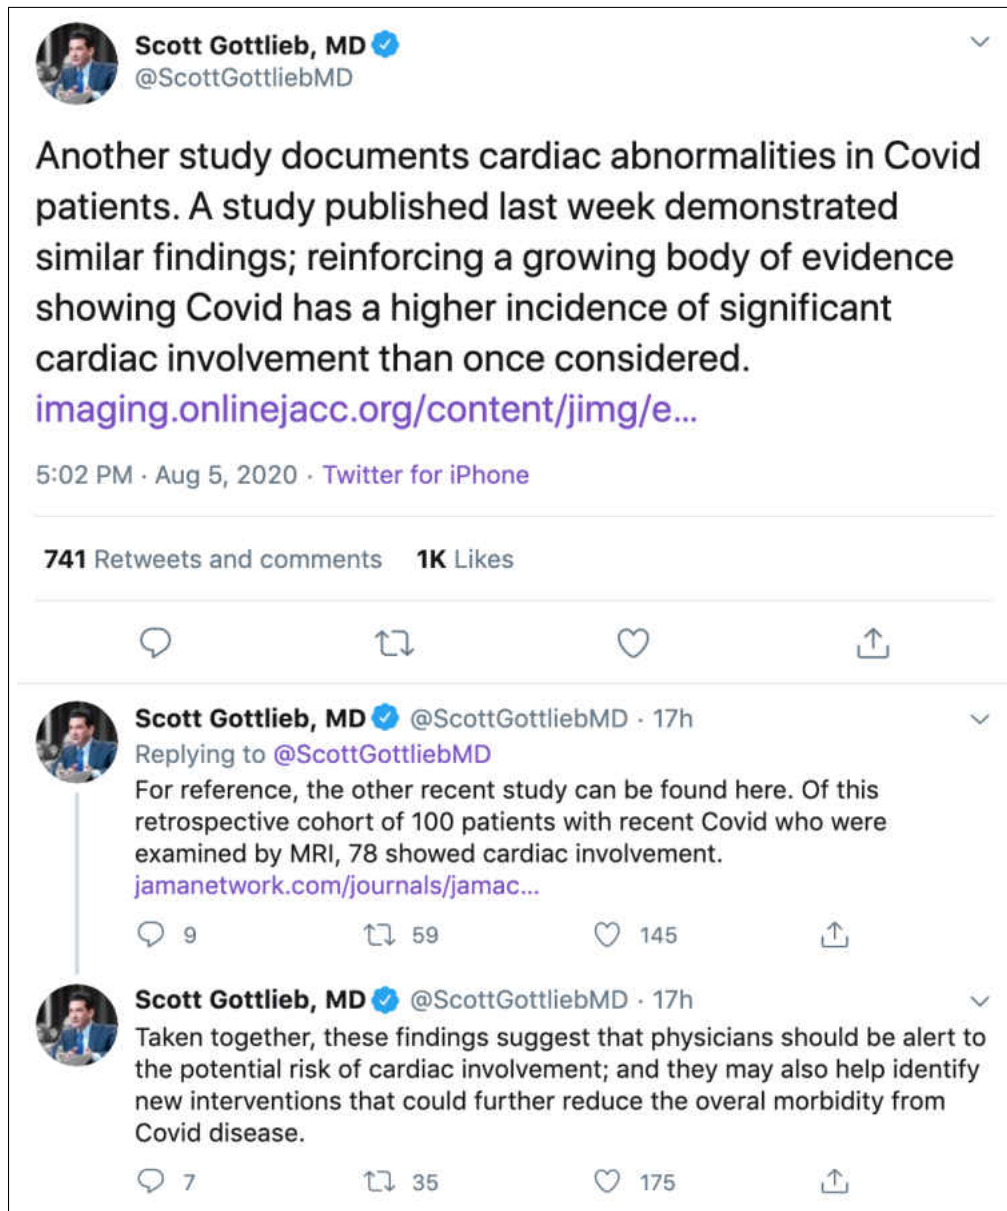 Scott Gottlieb, MD
@ScottGottliebMD
Another study documents cardiac abnormalities in Covid
patients. A study published last week demonstrated
similar findings; reinforcing a growing body of evidence
showing Covid has a higher incidence of significant
cardiac involvement than once considered.
imaging.onlinejacc.org/content/jimg/e...
5:02 PM · Aug 5, 2020 · Twitter for iPhone
741 Retweets and comments 1K Likes
Scott Gottlieb, MD @ScottGottliebMD · 17h
Replying to @ScottGottliebMD
For reference, the other recent study can be found here. Of this
retrospective cohort of 100 patients with recent Covid who were
examined by MRI, 78 showed cardiac involvement.
jamanetwork.com/journals/jamac...
9 59 145
Scott Gottlieb, MD @ScottGottliebMD · 17h
Taken together, these findings suggest that physicians should be alert to
the potential risk of cardiac involvement; and they may also help identify
new interventions that could further reduce the overal morbidity from
Covid disease.
7 35 175